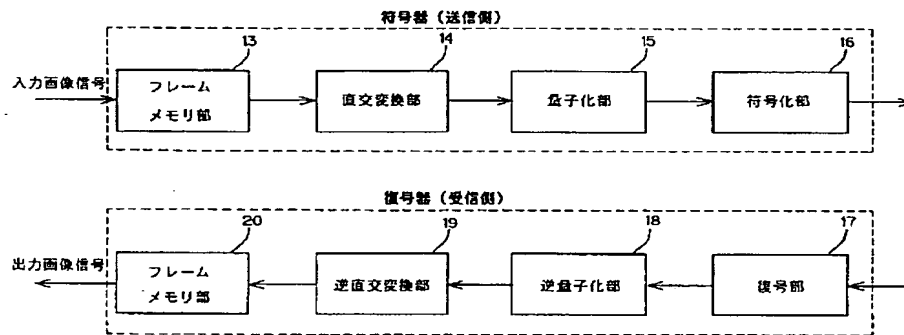 符号器（送信側）
13
14
15
16
入力画像信号
フレーム
メモリ部
直交変換部
量子化部
符号化部
復号器（受信側）
20
19
18
17
出力画像信号
フレーム
メモリ部
逆直交変換部
逆量子化部
復号部